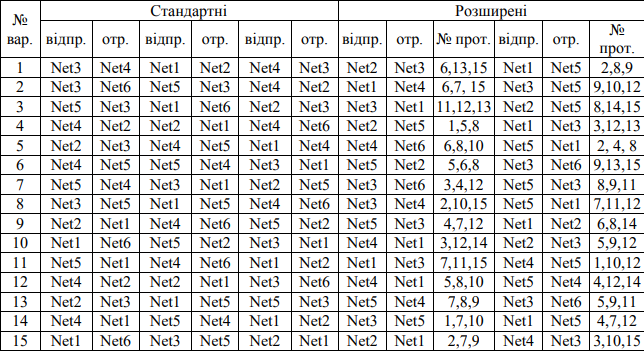 № вар. Стандартні Розширені
відпр. отр. відпр. отр. відпр. отр. відпр. отр. № прот. відпр. отр. № прот.
1 Net3 Net4 Net1 Net2 Net4 Net3 Net2 Net3 6,13,15 Net1 Net5 2,8,9
2 Net3 Net6 Net5 Net3 Net4 Net2 Net1 Net4 6,7, 15 Net3 Net5 9,10,12
3 Net5 Net3 Net1 Net6 Net2 Net3 Net3 Net1 11,12,13 Net2 Net5 8,14,15
4 Net4 Net2 Net2 Net1 Net4 Net6 Net2 Net5 1,5,8 Net1 Net3 3,12,13
5 Net2 Net3 Net4 Net5 Net1 Net4 Net4 Net6 6,8,10 Net5 Net1 2, 4, 8
6 Net4 Net5 Net5 Net4 Net3 Net1 Net5 Net2 5,6,8 Net3 Net6 9,13,15
7 Net5 Net4 Net3 Net1 Net2 Net5 Net3 Net6 3,4,12 Net5 Net3 8,9,11
8 Net3 Net5 Net1 Net5 Net4 Net6 Net3 Net4 2,10,15 Net5 Net1 7,11,12
9 Net2 Net1 Net4 Net6 Net5 Net2 Net5 Net3 4,7,12 Net1 Net2 6,8,14
10 Net1 Net6 Net5 Net2 Net3 Net1 Net4 Net1 3,12,14 Net2 Net3 5,9,12
11 Net5 Net1 Net4 Net6 Net1 Net2 Net1 Net3 7,11,15 Net4 Net5 1,10,12
12 Net4 Net2 Net2 Net1 Net3 Net6 Net4 Net1 5,8,10 Net5 Net4 4,12,14
13 Net2 Net3 Net1 Net5 Net5 Net3 Net5 Net4 7,8,9 Net3 Net6 5,9,11
14 Net4 Net1 Net5 Net4 Net1 Net3 Net5 Net1 1,7,10 Net1 Net5 4,7,12
15 Net1 Net6 Net3 Net5 Net2 Net1 Net2 Net1 2,7,9 Net4 Net3 3,10,15